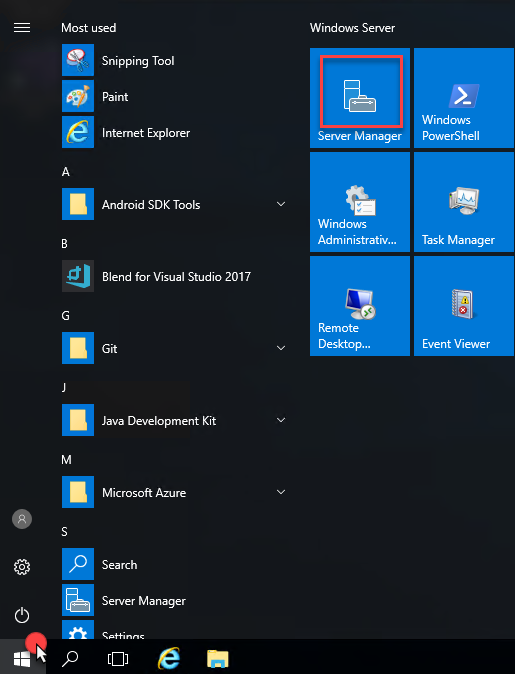 Most used
Snipping Tool
Paint
Internet Explorer
A
Android SDK Tools
B
Blend for Visual Studio 2017
G
Git
J
Java Development Kit
M
Microsoft Azure
S
Search
Server Manager
Settings
Windows Server
Server Manager
Windows
PowerShell
Windows
Administrativ...
Task Manager
Remote
Desktop...
Event Viewer